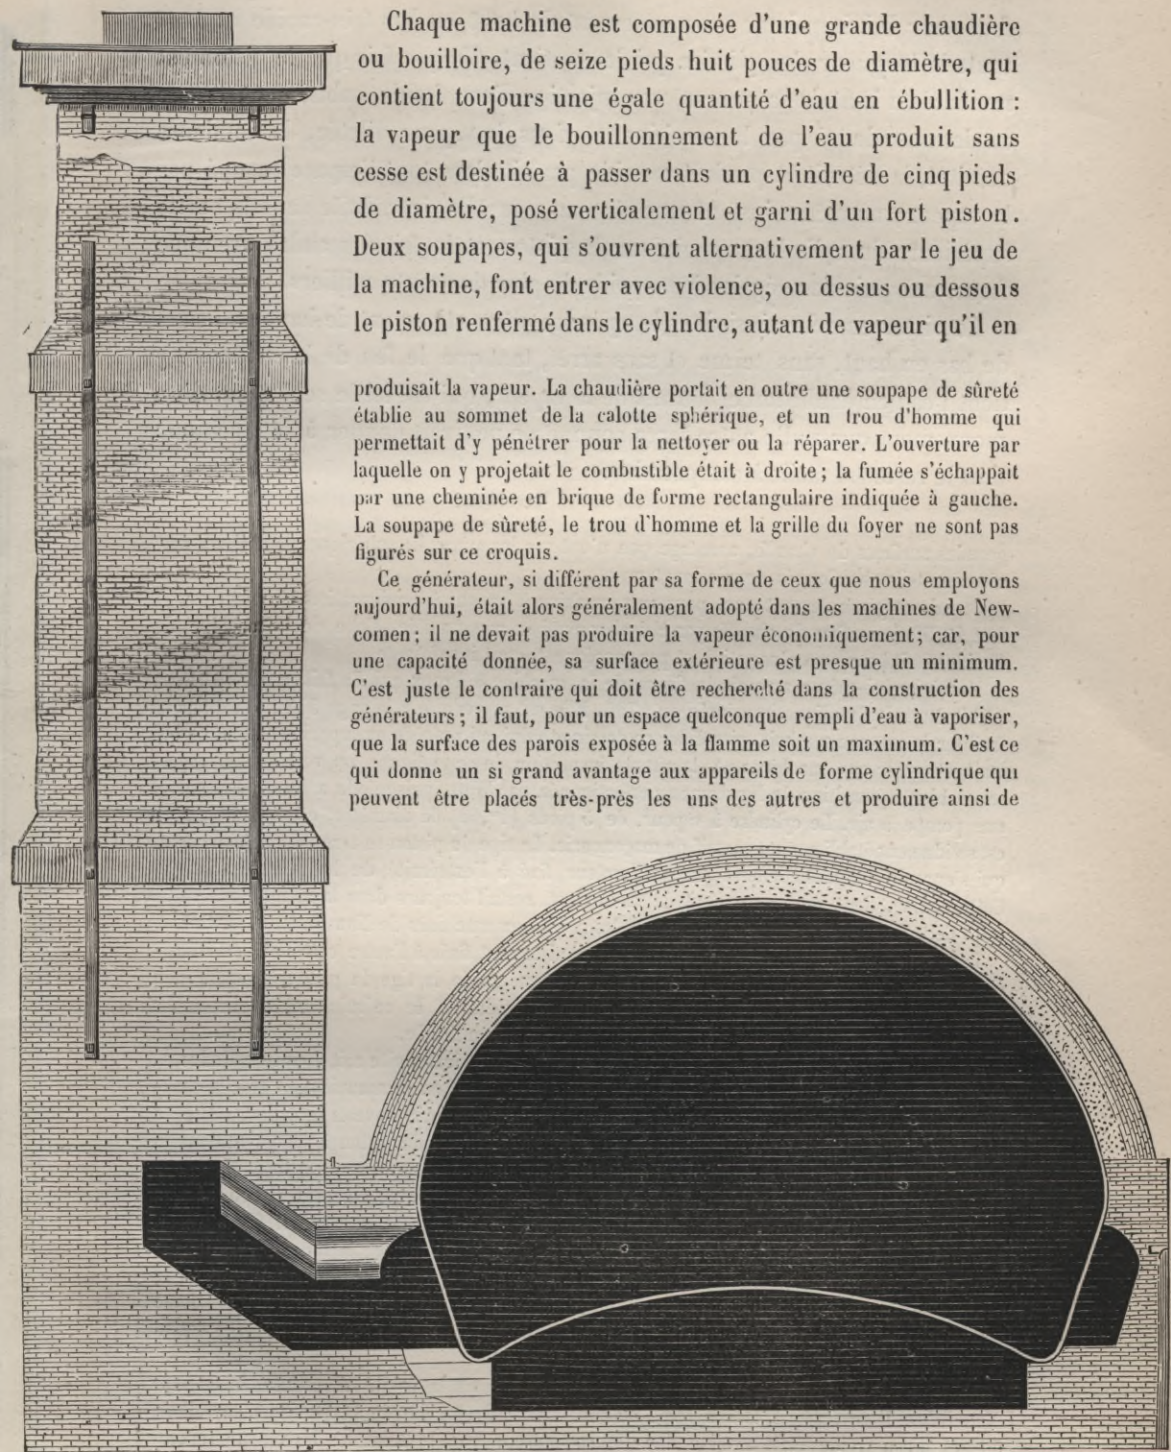 Chaque machine est composée d'une grande chaudière
ou bouilloire, de seize pieds huit pouces de diamètre, qui
contient toujours une égale quantité d'eau en ébullition :
la vapeur que le bouillonnement de l'eau produit sans
cesse est destinée à passer dans un cylindre de cinq pieds
de diamètre, posé verticalement et garni d'un fort piston.
Deux soupapes, qui s'ouvrent alternativement par le jeu de
la machine, font entrer avec violence, ou dessus ou dessous
le piston renfermé dans le cylindre, autant de vapeur qu'il en
produisait la vapeur. La chaudière portait en outre une soupape de sûreté
établie au sommet de la calotte sphérique, et un trou d'homme qui
permettait d'y pénétrer pour la nettoyer ou la réparer. L'ouverture par
laquelle on y projetait le combustible était à droite ; la fumée s'échappait
par une cheminée en brique de forme rectangulaire indiquée à gauche.
La soupape de sûreté, le trou d'homme et la grille du foyer ne sont pas
figurés sur ce croquis.
Ce générateur, si différent par sa forme de ceux que nous employons
aujourd'hui, était alors généralement adopté dans les machines de New-
comen ; il ne devait pas produire la vapeur économiquement ; car, pour
une capacité donnée, sa surface extérieure est presque un minimum.
C'est juste le contraire qui doit être recherché dans la construction des
générateurs ; il faut, pour un espace quelconque rempli d'eau à vaporiser,
que la surface des parois exposée à la flamme soit un maximum. C'est ce
qui donne un si grand avantage aux appareils de forme cylindrique qui
peuvent être placés très-près les uns des autres et produire ainsi de